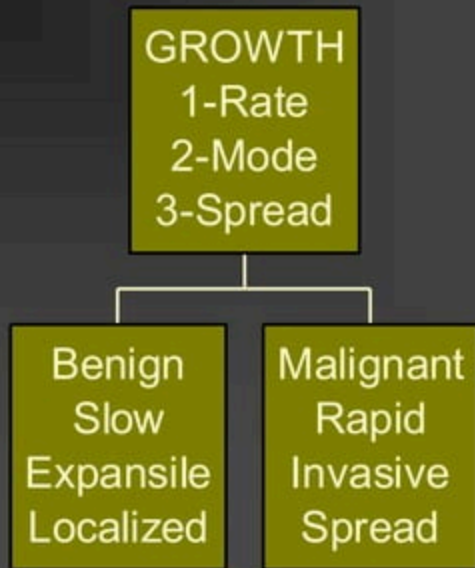 GROWTH
1-Rate
2-Mode
3-Spread
Benign
Slow
Expansile
Localized
Malignant
Rapid
Invasive
Spread